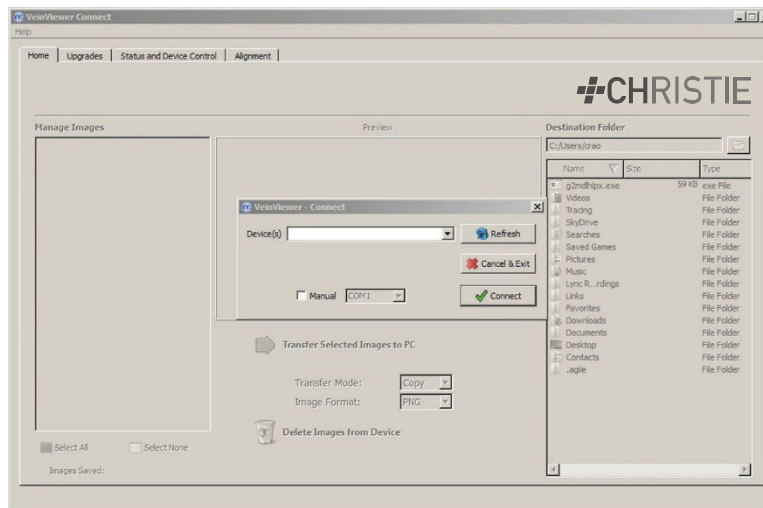 VeinViewer Connect
Help
Home Upgrades Status and Device Control Alignment
CHRISTIE
Manage Images
Preview
Destination Folder
C:/Users/crao
Name Size Type
g2mdlhipx.exe 59 KB exe File
Videos File Folder
Tracing File Folder
SkyDrive File Folder
Searches File Folder
Saved Games File Folder
Pictures File Folder
Music File Folder
Lync R...rdings File Folder
Links File Folder
Favorites File Folder
Downloads File Folder
Documents File Folder
Desktop File Folder
Contacts File Folder
.agle File Folder
VeinViewer - Connect
Device(s)
Refresh
Cancel & Exit
Manual COM1
Connect
Transfer Selected Images to PC
Transfer Mode: Copy
Image Format: PNG
Delete Images from Device
Select All Select None
Images Saved: